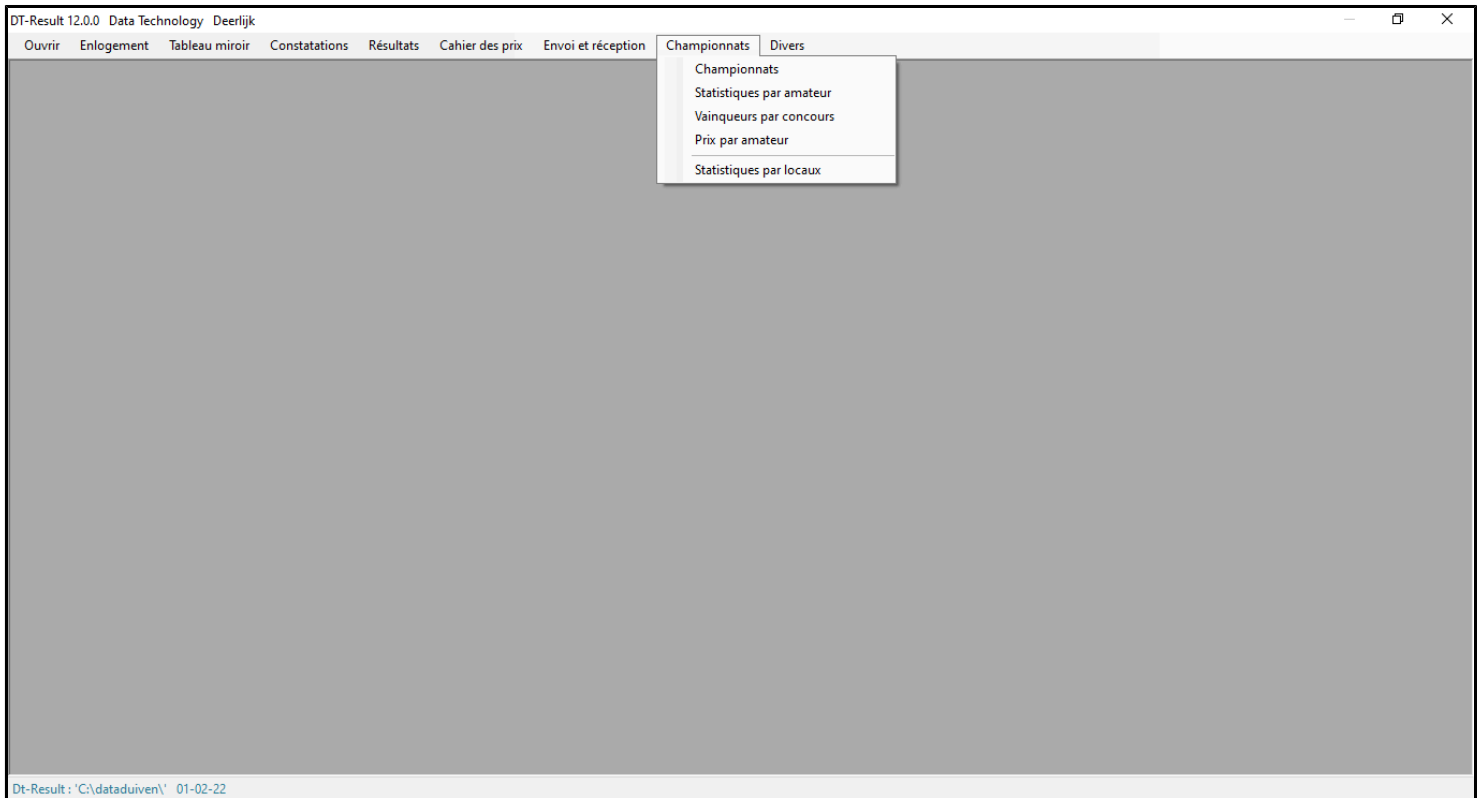 DT-Result 12.0.0 Data Technology Deerlijk
Ouvrir Enlogement Tableau miroir Constatations Résultats Cahier des prix Envoi et réception Championnats Divers
Championnats
Statistiques par amateur
Vainqueurs par concours
Prix par amateur
Statistiques par locaux
Dt-Result : 'C:\dataduiven\' 01-02-22